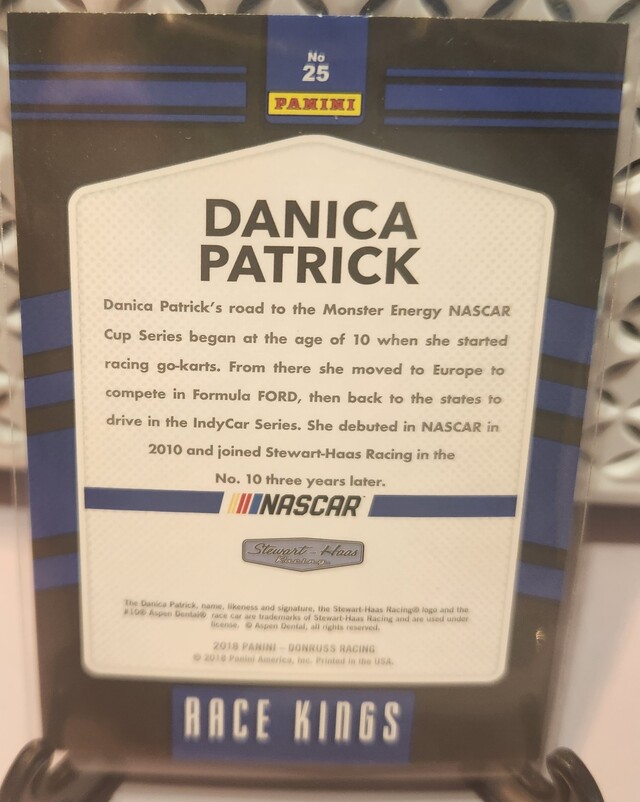 No
25
PANINI
DANICA
PATRICK
Danica Patrick's road to the Monster Energy NASCAR
Cup Series began at the age of 10 when she started
racing go-karts. From there she moved to Europe to
compete in Formula FORD, then back to the states to
drive in the IndyCar Series. She debuted in NASCAR in
2010 and joined Stewart-Haas Racing in the
No. 10 three years later.
NASCAR
Stewart-Haas
Racing
The Danica Patrick, name, likeness and signature, the Stewart-Haas Racing® logo and the
#10® Aspen Dental® race car are trademarks of Stewart-Haas Racing and are used under
license. © Aspen Dental, all rights reserved.
2018 PANINI - DONRUSS RACING
© 2018 Panini America, Inc. Printed in the USA.
RACE KINGS